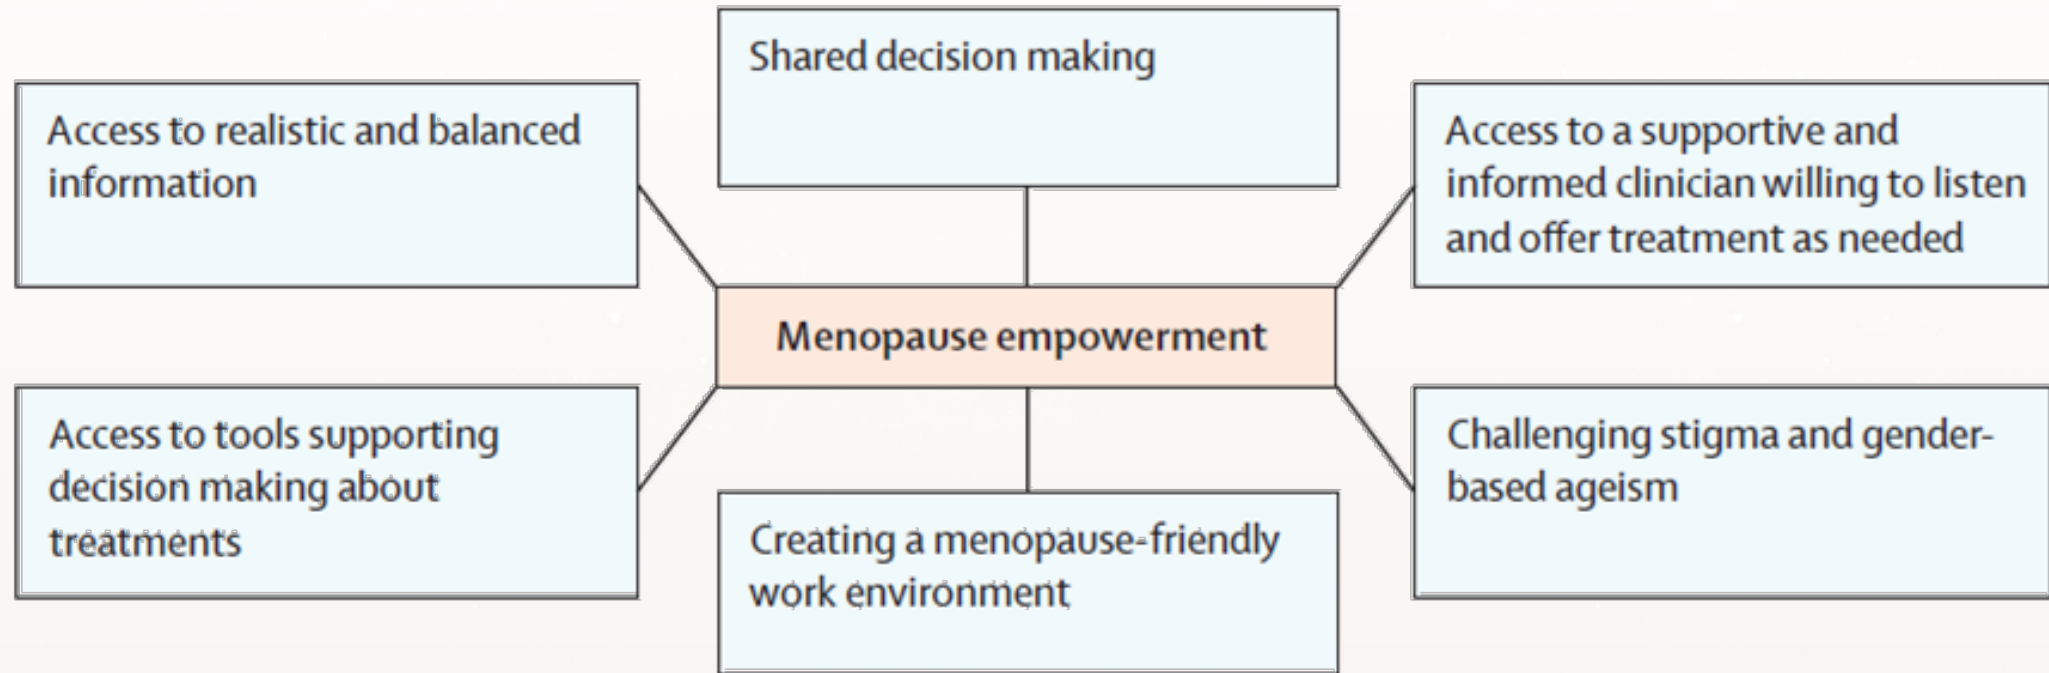 Shared decision making
Access to realistic and balanced
information
Access to a supportive and
informed clinician willing to listen
and offer treatment as needed
Menopause empowerment
Access to tools supporting
decision making about
treatments
Creating a menopause-friendly
work environment
Challenging stigma and gender-
based ageism